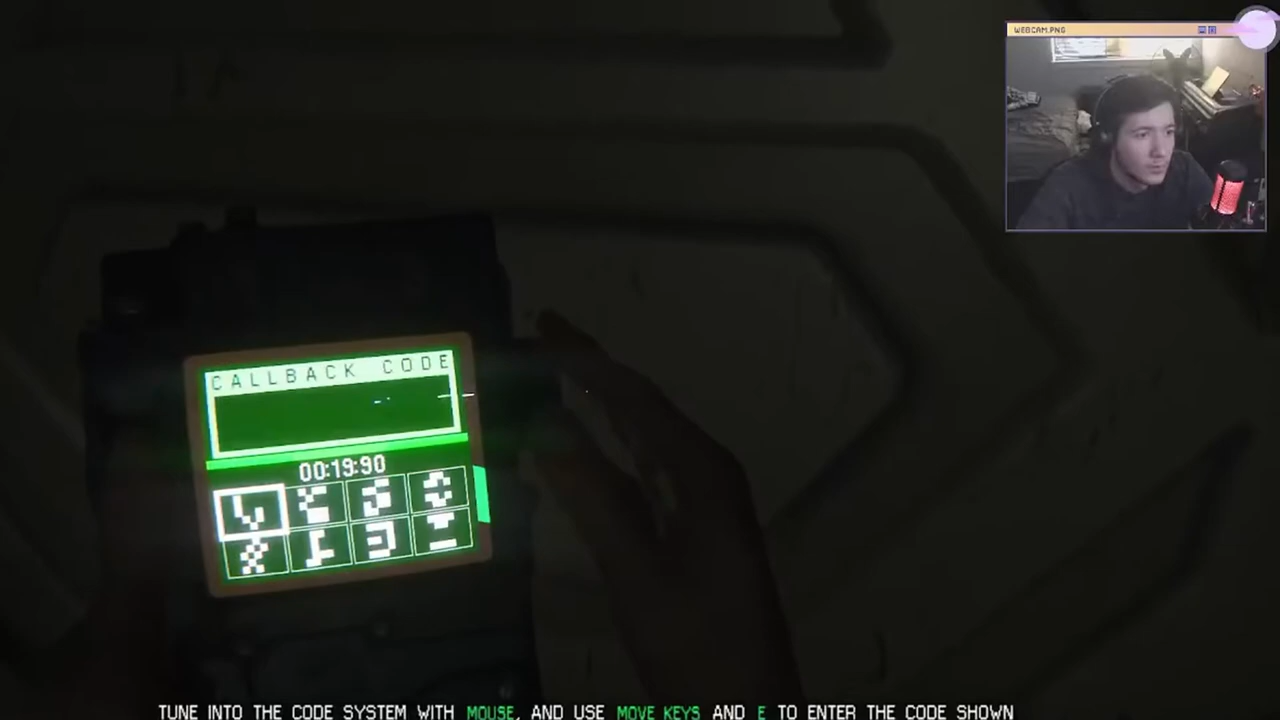 WEBCAM.PNG
CALLBACK CODE
00:19:90
TUNE INTO THE CODE SYSTEM WITH MOUSE, AND USE MOVE KEYS AND E TO ENTER THE CODE SHOWN